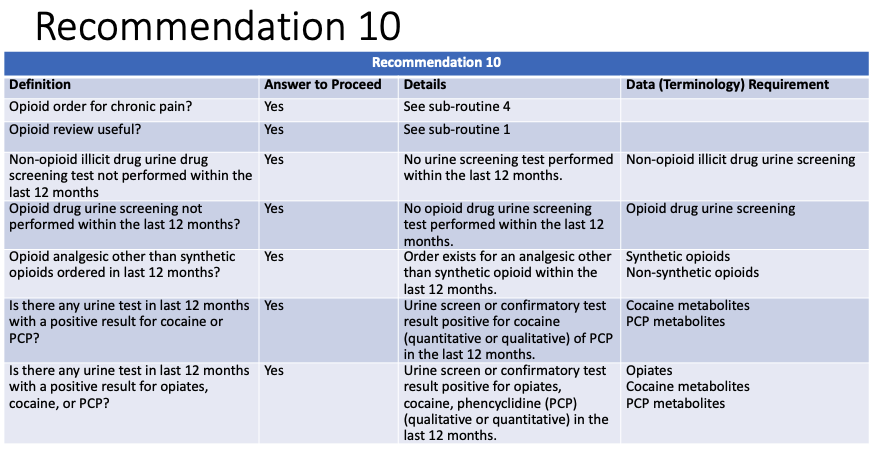 Recommendation 10
Recommendation 10
Definition Answer to Proceed Details Data (Terminology) Requirement
Opioid order for chronic pain? Yes See sub-routine 4
Opioid review useful? Yes See sub-routine 1
Non-opioid illicit drug urine drug Yes No urine screening test performed Non-opioid illicit drug urine screening
screening test not performed within the within the last 12 months.
last 12 months
Opioid drug urine screening not Yes No opioid drug urine screening Opioid drug urine screening
performed within the last 12 months? test performed within the last 12
months.
Opioid analgesic other than synthetic Yes Order exists for an analgesic other Synthetic opioids
opioids ordered in last 12 months? than synthetic opioid within the Non-synthetic opioids
last 12 months.
Is there any urine test in last 12 months Yes Urine screen or confirmatory test Cocaine metabolites
with a positive result for cocaine or result positive for cocaine PCP metabolites
PCP? (quantitative or qualitative) of PCP
in the last 12 months.
Is there any urine test in last 12 months Yes Urine screen or confirmatory test Opiates
with a positive result for opiates, result positive for opiates, Cocaine metabolites
cocaine, or PCP? cocaine, phencyclidine (PCP) PCP metabolites
(qualitative or quantitative) in the
last 12 months.